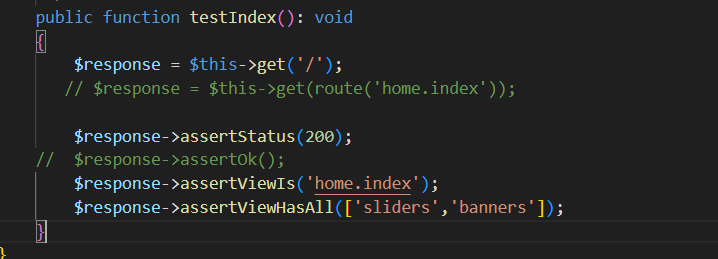 public function testIndex(): void
{
$response = $this->get('/');
// $response = $this->get(route('home.index'));
$response->assertStatus(200);
//  $response->assertOk();
$response->assertViewIs('home.index');
$response->assertViewHasAll(['sliders','banners']);
}
}